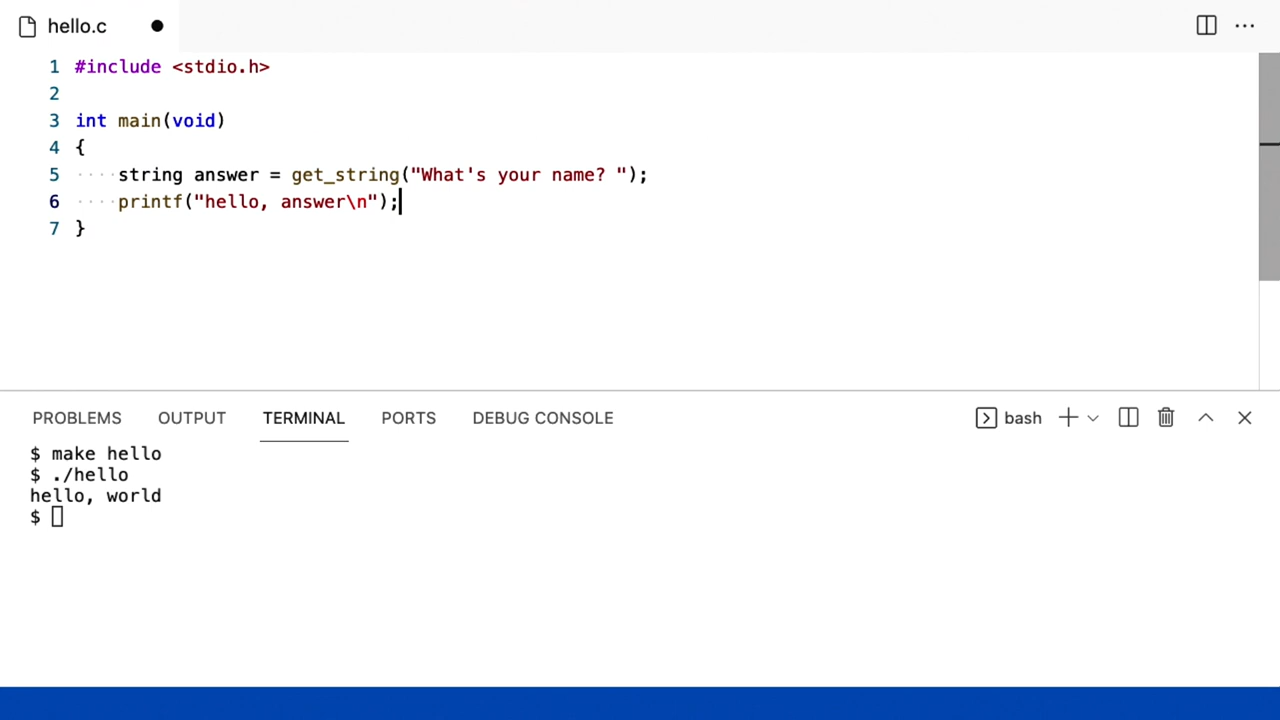 hello.c
1 #include <stdio.h>
2
3 int main(void)
4 {
5 string answer = get_string("What's your name? ");
6 printf("hello, answer\n");
7 }
PROBLEMS OUTPUT TERMINAL PORTS DEBUG CONSOLE bash
$ make hello
$ ./hello
hello, world
$